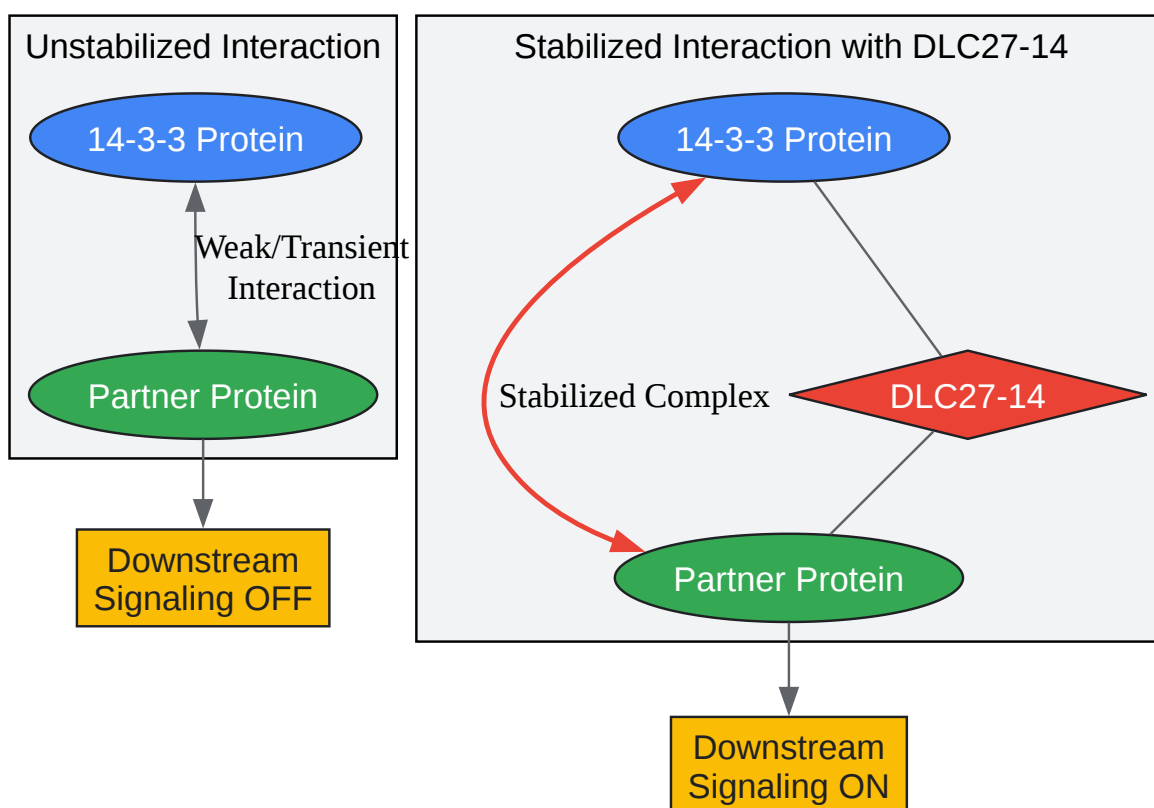 Unstabilized Interaction
14-3-3 Protein
Weak/Transient
Interaction
Partner Protein
Downstream
Signaling OFF
Stabilized Interaction with DLC27-14
14-3-3 Protein
Stabilized Complex
DLC27-14
Partner Protein
Downstream
Signaling ON